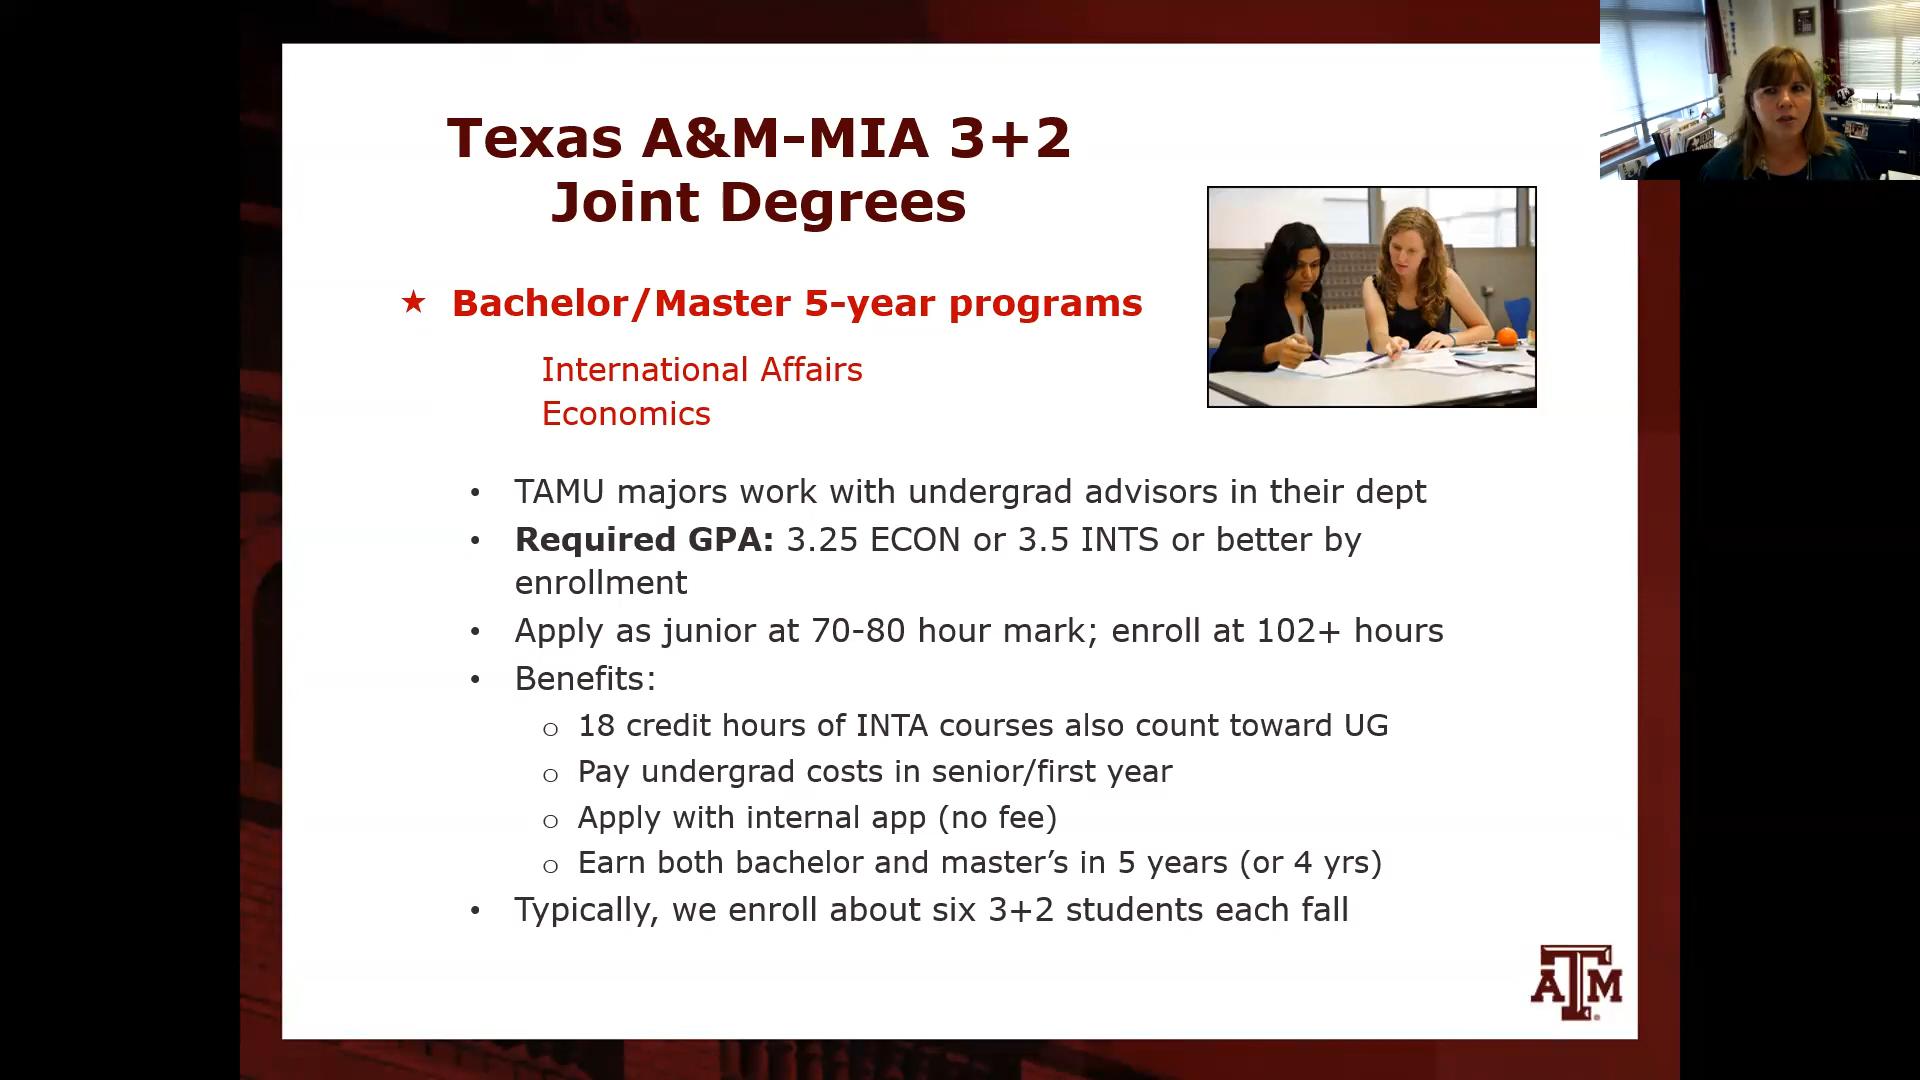 Texas A&M-MIA 3+2
Joint Degrees
★ Bachelor/Master 5-year programs
International Affairs
Economics
• TAMU majors work with undergrad advisors in their dept
• Required GPA: 3.25 ECON or 3.5 INTS or better by
enrollment
• Apply as junior at 70-80 hour mark; enroll at 102+ hours
• Benefits:
o 18 credit hours of INTA courses also count toward UG
o Pay undergrad costs in senior/first year
o Apply with internal app (no fee)
o Earn both bachelor and master’s in 5 years (or 4 yrs)
• Typically, we enroll about six 3+2 students each fall
ATM